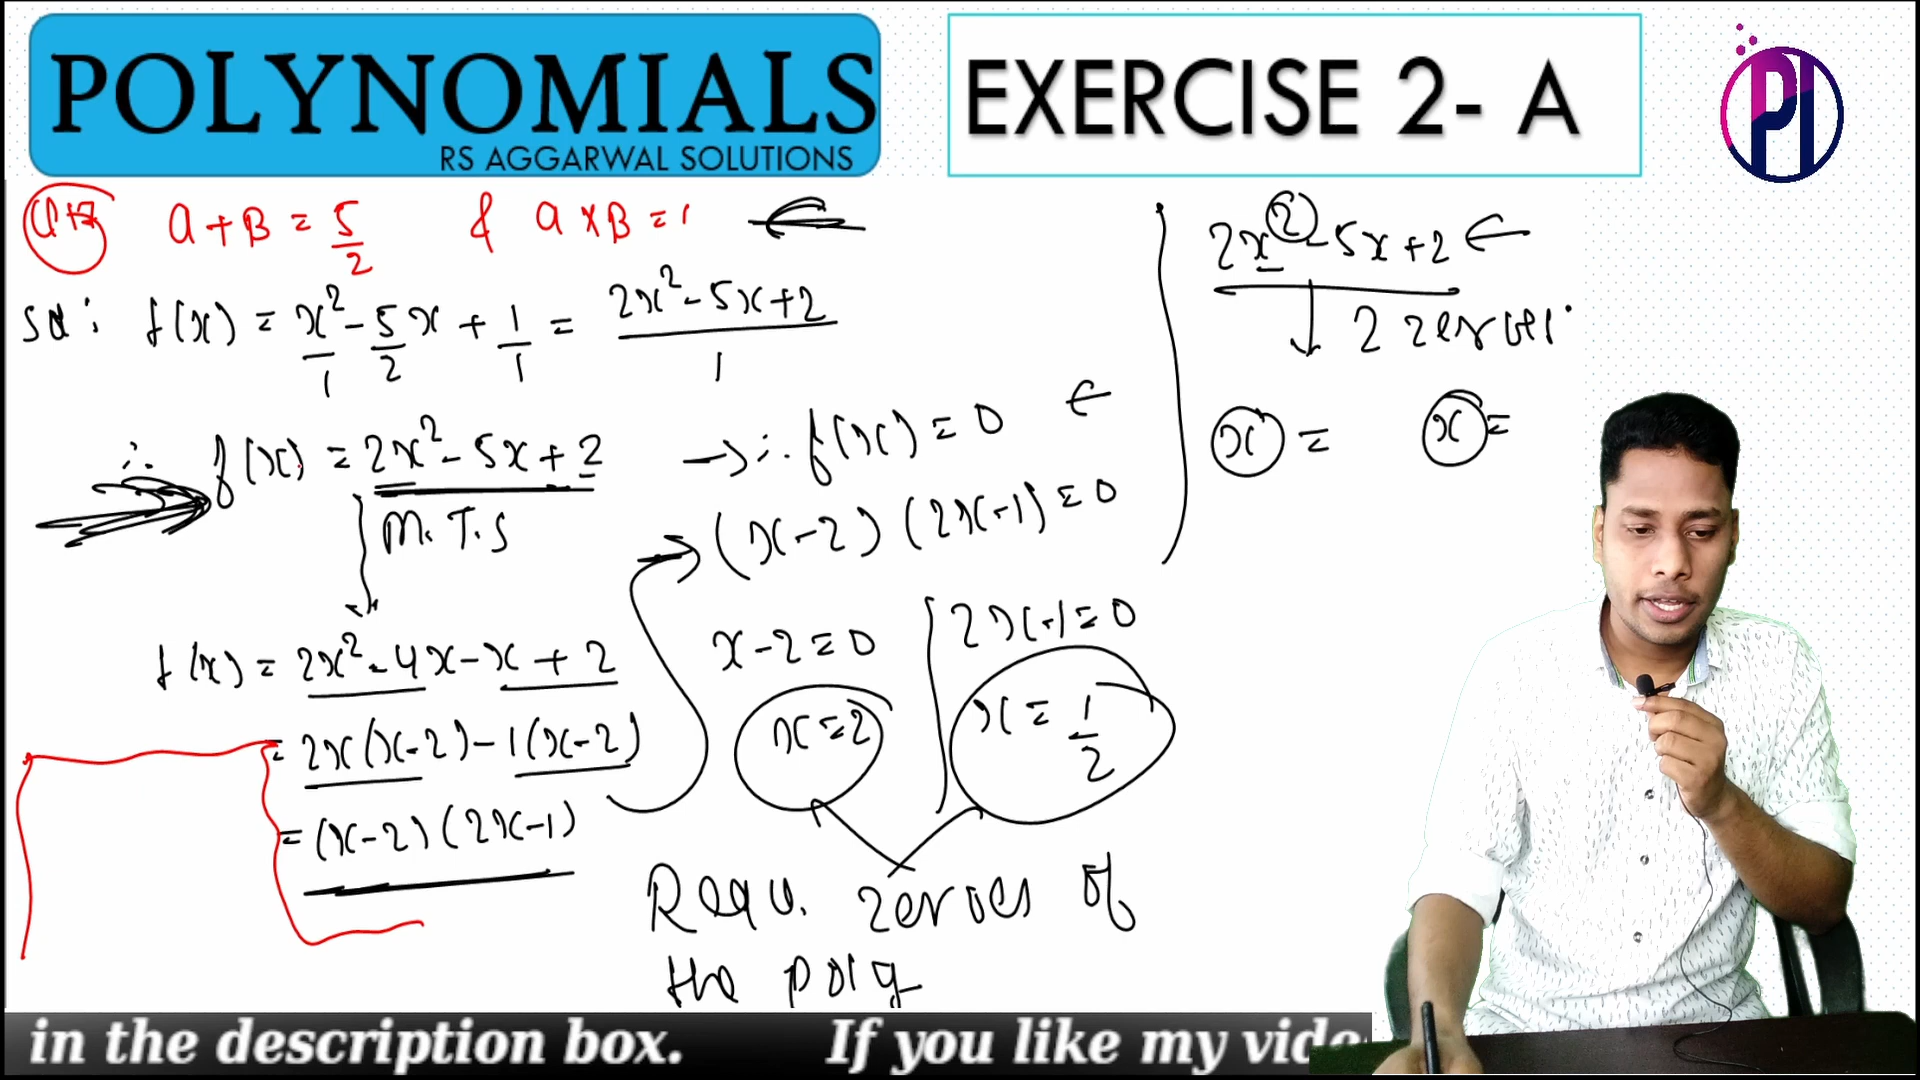 POLYNOMIALS
RS AGGARWAL SOLUTIONS
EXERCISE 2- A
PI
Q17 a+B = 5/2 & a×B=1
Sol: f(x) = x²/1 - 5/2 x + 1/1 = 2x²-5x+2/1
∴ f(x) = 2x²-5x+2
M.T.S
f(x) = 2x²-4x-x+2
= 2x(x-2)-1(x-2)
= (x-2)(2x-1)
→ ∴ f(x)=0 ←
(x-2)(2x-1)=0
x-2=0 | 2x-1=0
x=2 | x=1/2
Requ. zeroes of
the poly
2x²-5x+2 ←
2 zeroes
x = x =
in the description box. If you like my vide